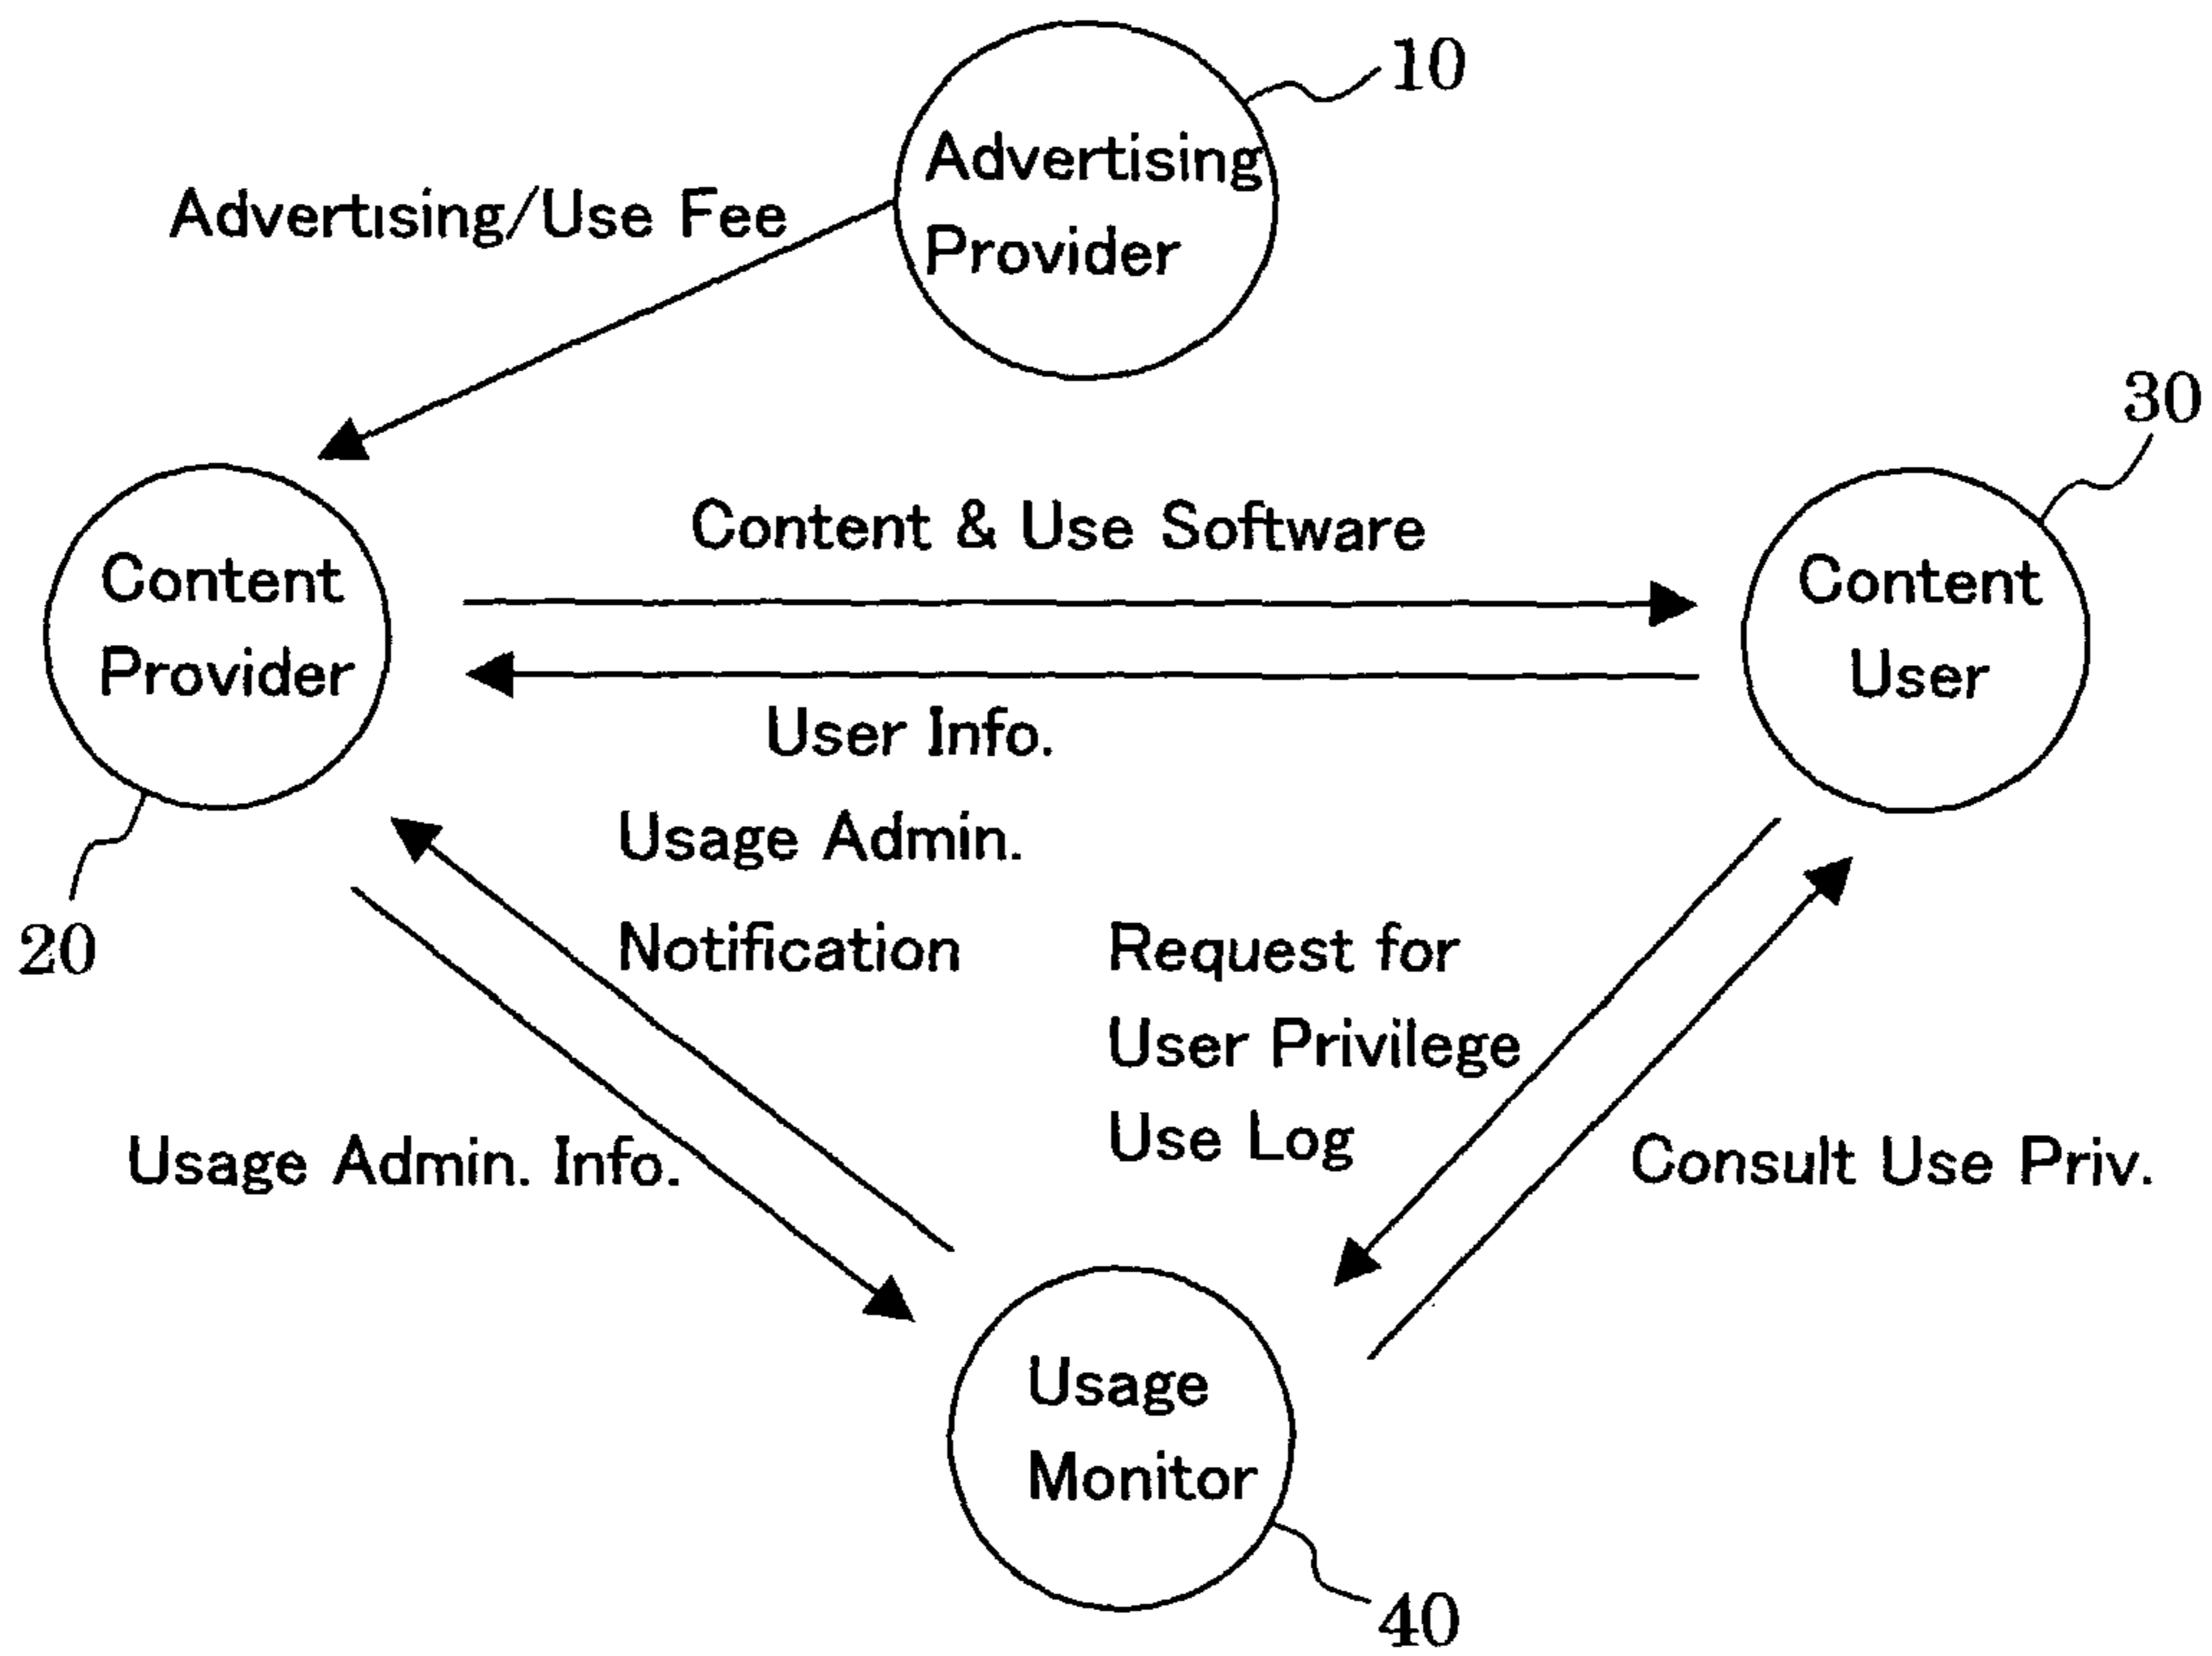 10
Advertising
Provider
Advertising/Use Fee
30
Content & Use Software
Content
Provider
Content
User
User Info.
20
Usage Admin.
Notification
Request for
User Privilege
Use Log
Usage Admin. Info.
Consult Use Priv.
Usage
Monitor
40